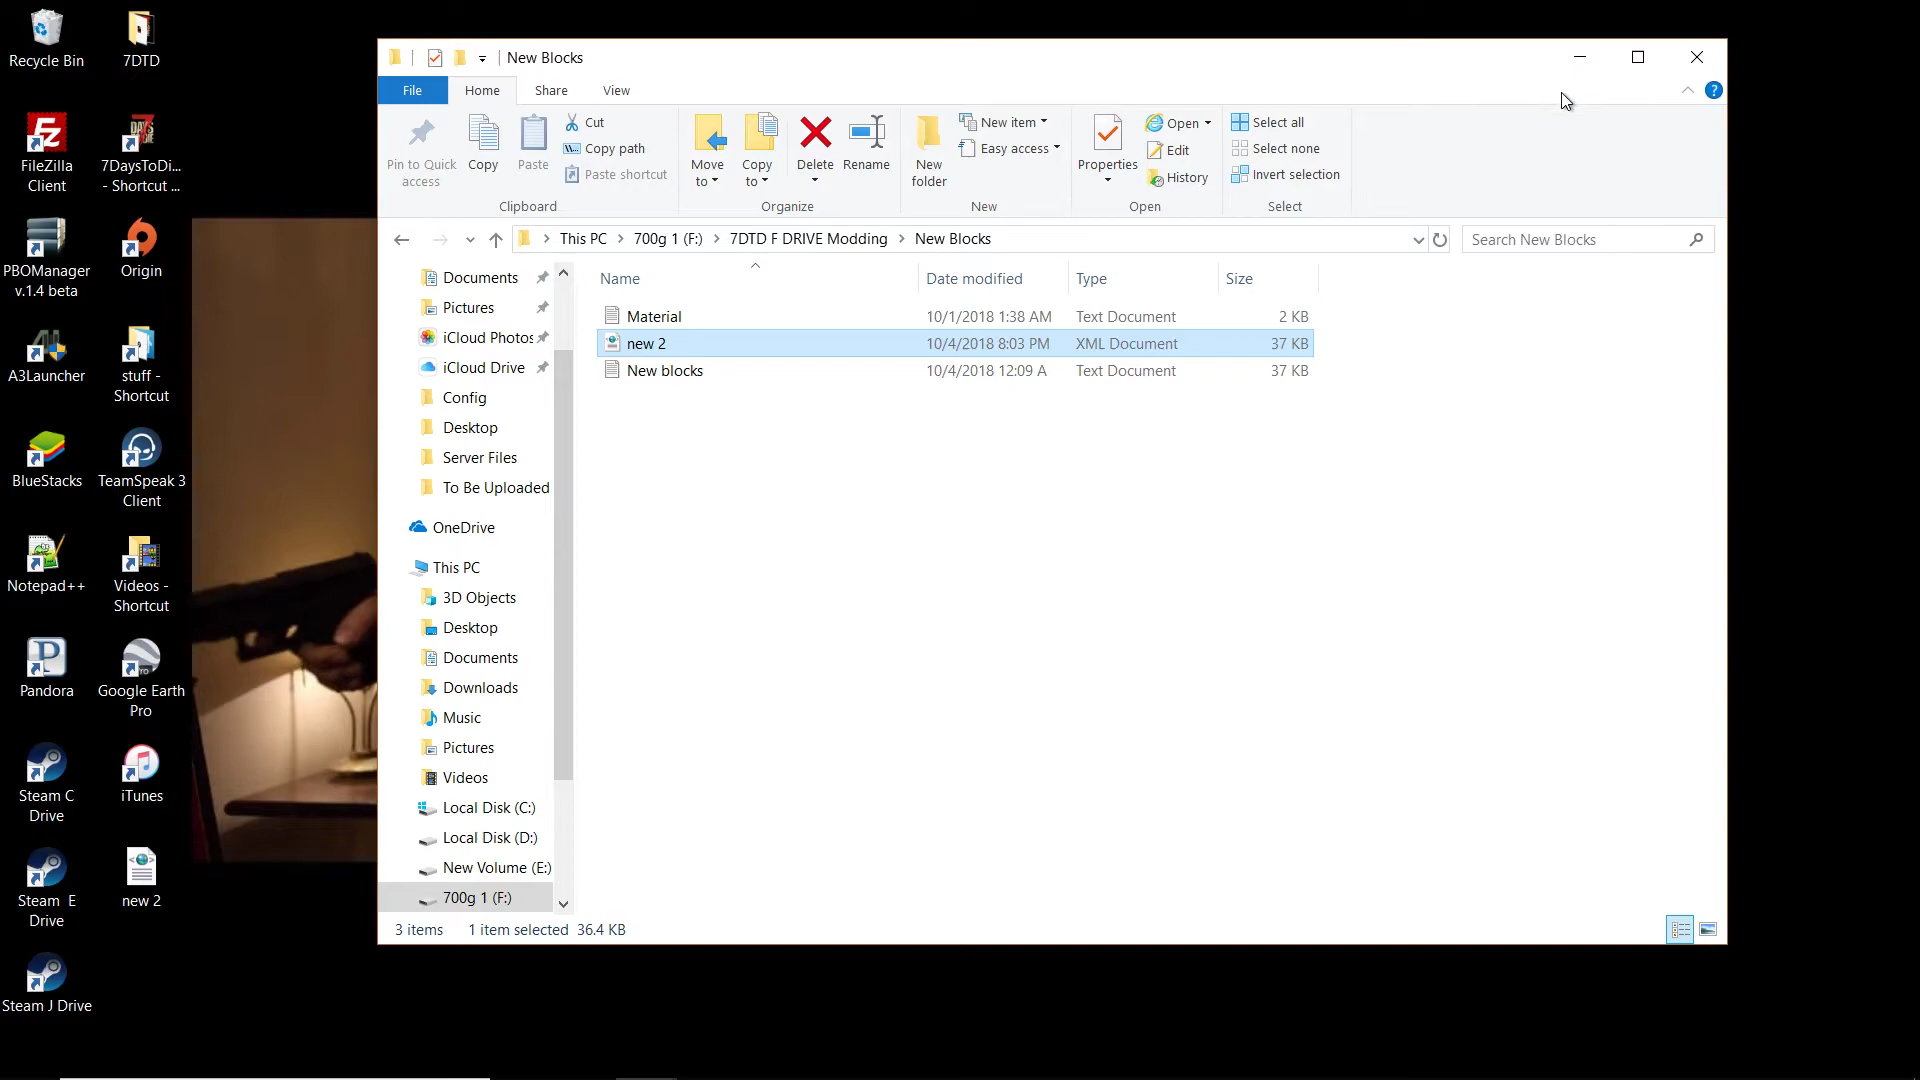 Recycle Bin
7DTD
FileZilla
Client
7DaysToDi...
- Shortcut ...
PBOManager
v.1.4 beta
Origin
A3Launcher
stuff -
Shortcut
BlueStacks
TeamSpeak 3
Client
Notepad++
Videos -
Shortcut
Pandora
Google Earth
Pro
Steam C
Drive
iTunes
Steam E
Drive
new 2
Steam J Drive
New Blocks
File
Home
Share
View
Pin to Quick
access
Copy
Paste
Cut
Copy path
Paste shortcut
Clipboard
Move
to
Copy
to
Delete
Rename
Organize
New
folder
New item
Easy access
New
Properties
Open
Edit
History
Open
Select all
Select none
Invert selection
Select
This PC > 700g 1 (F:) > 7DTD F DRIVE Modding > New Blocks
Search New Blocks
Documents
Pictures
iCloud Photos
iCloud Drive
Config
Desktop
Server Files
To Be Uploaded
OneDrive
This PC
3D Objects
Desktop
Documents
Downloads
Music
Pictures
Videos
Local Disk (C:)
Local Disk (D:)
New Volume (E:)
700g 1 (F:)
Name Date modified Type Size
Material 10/1/2018 1:38 AM Text Document 2 KB
new 2 10/4/2018 8:03 PM XML Document 37 KB
New blocks 10/4/2018 12:09 A Text Document 37 KB
3 items 1 item selected 36.4 KB